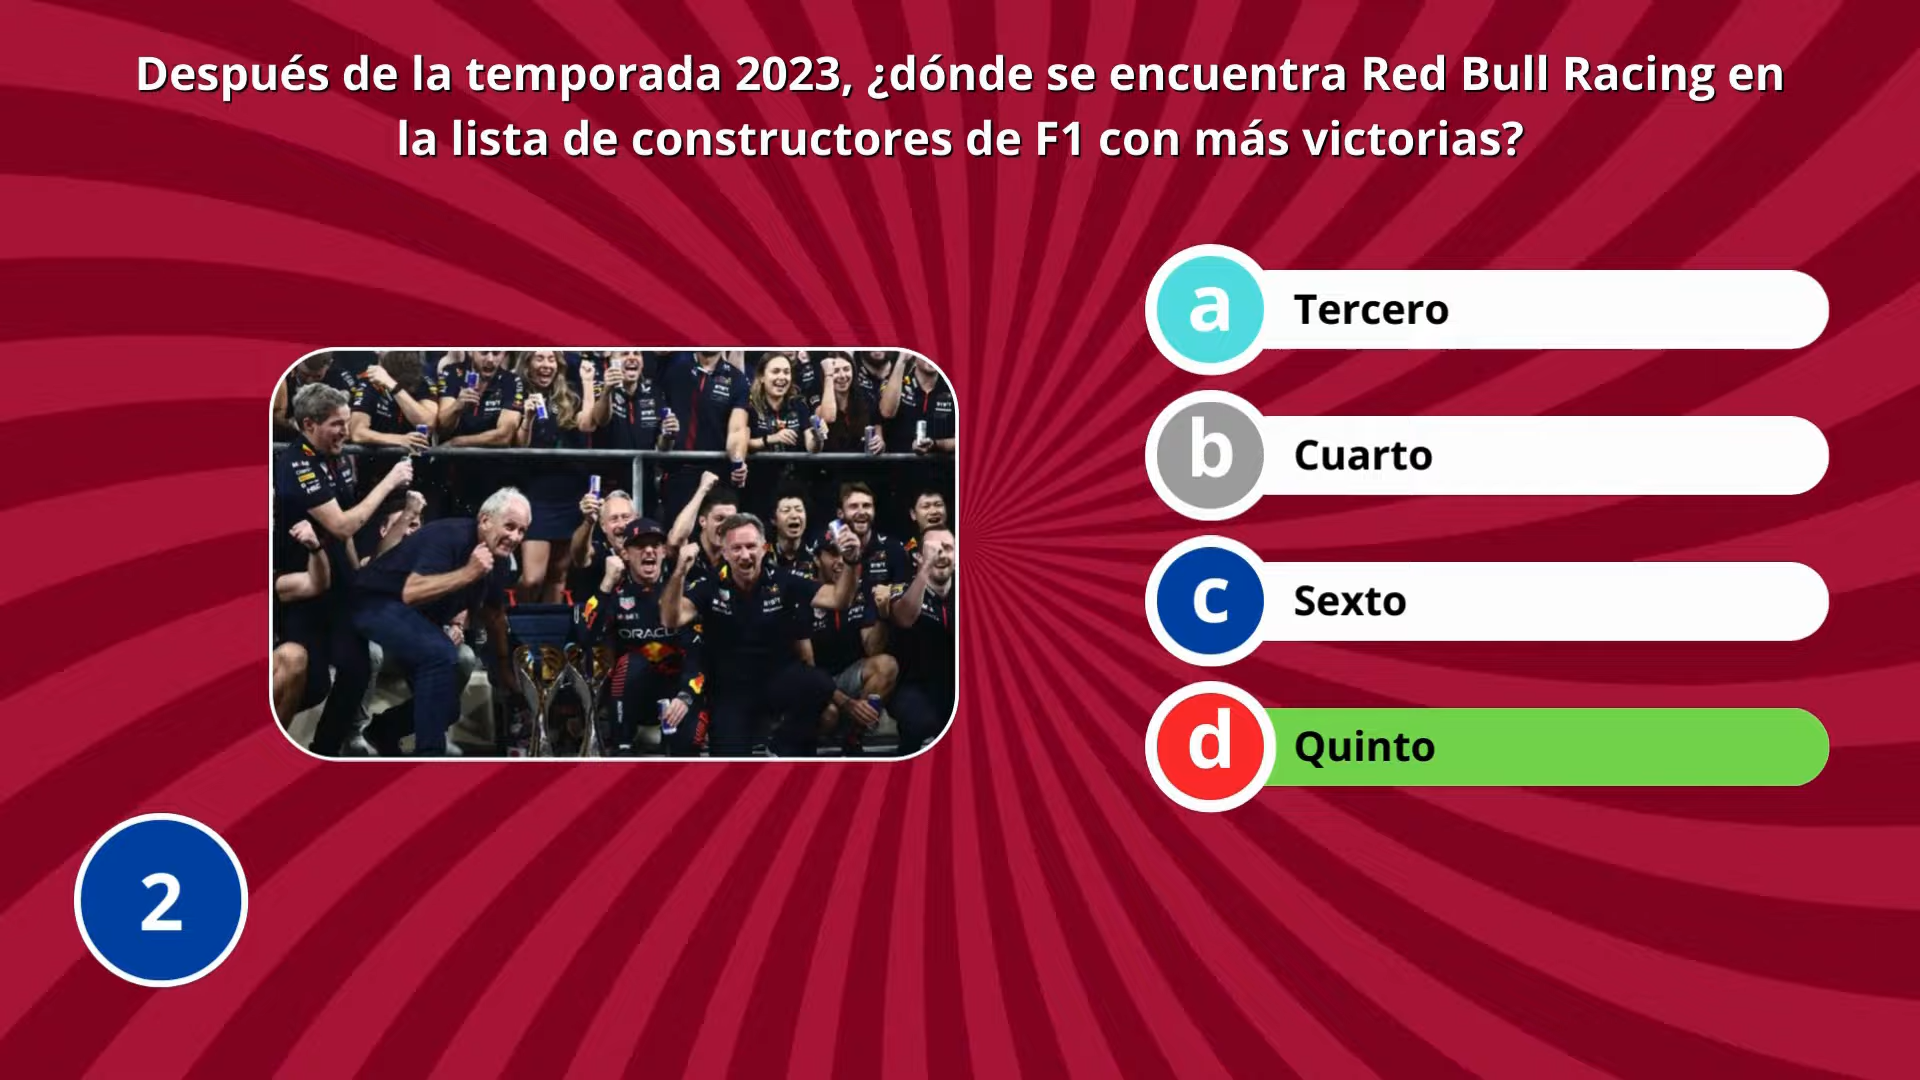 Después de la temporada 2023, ¿dónde se encuentra Red Bull Racing en
la lista de constructores de F1 con más victorias?
a Tercero
b Cuarto
c Sexto
d Quinto
ORACLE
2